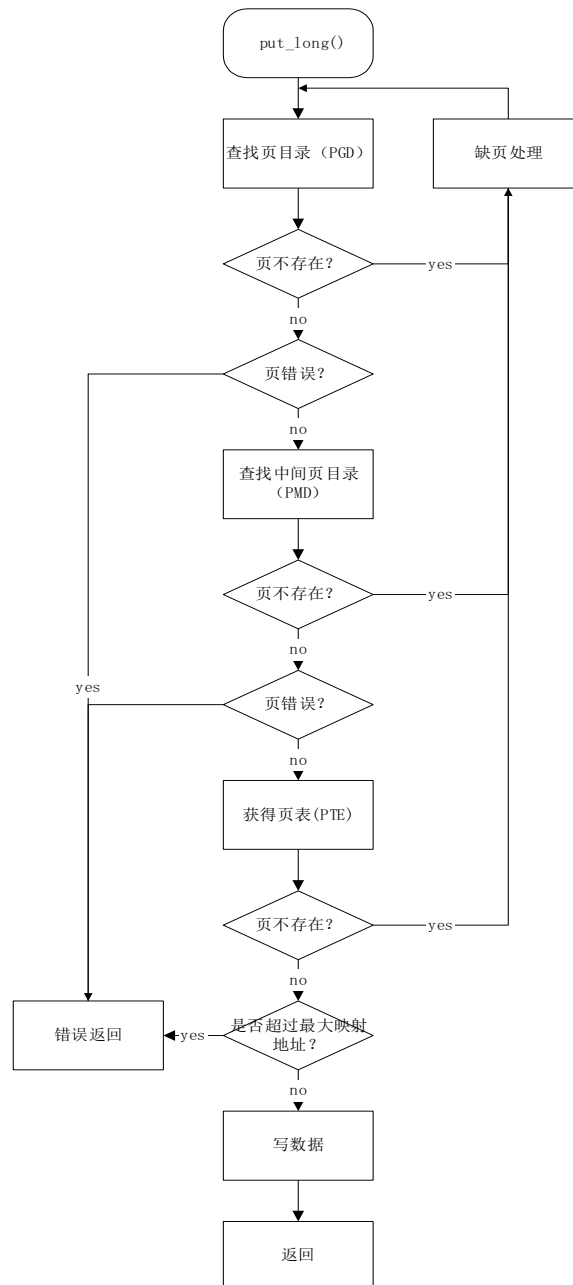 put_long()
查找页目录（PGD）
缺页处理
页不存在？
yes
no
页错误？
no
查找中间页目录
（PMD）
页不存在？
yes
no
yes
页错误？
no
获得页表(PTE)
页不存在？
yes
no
错误返回
yes
是否超过最大映射
地址？
no
写数据
返回